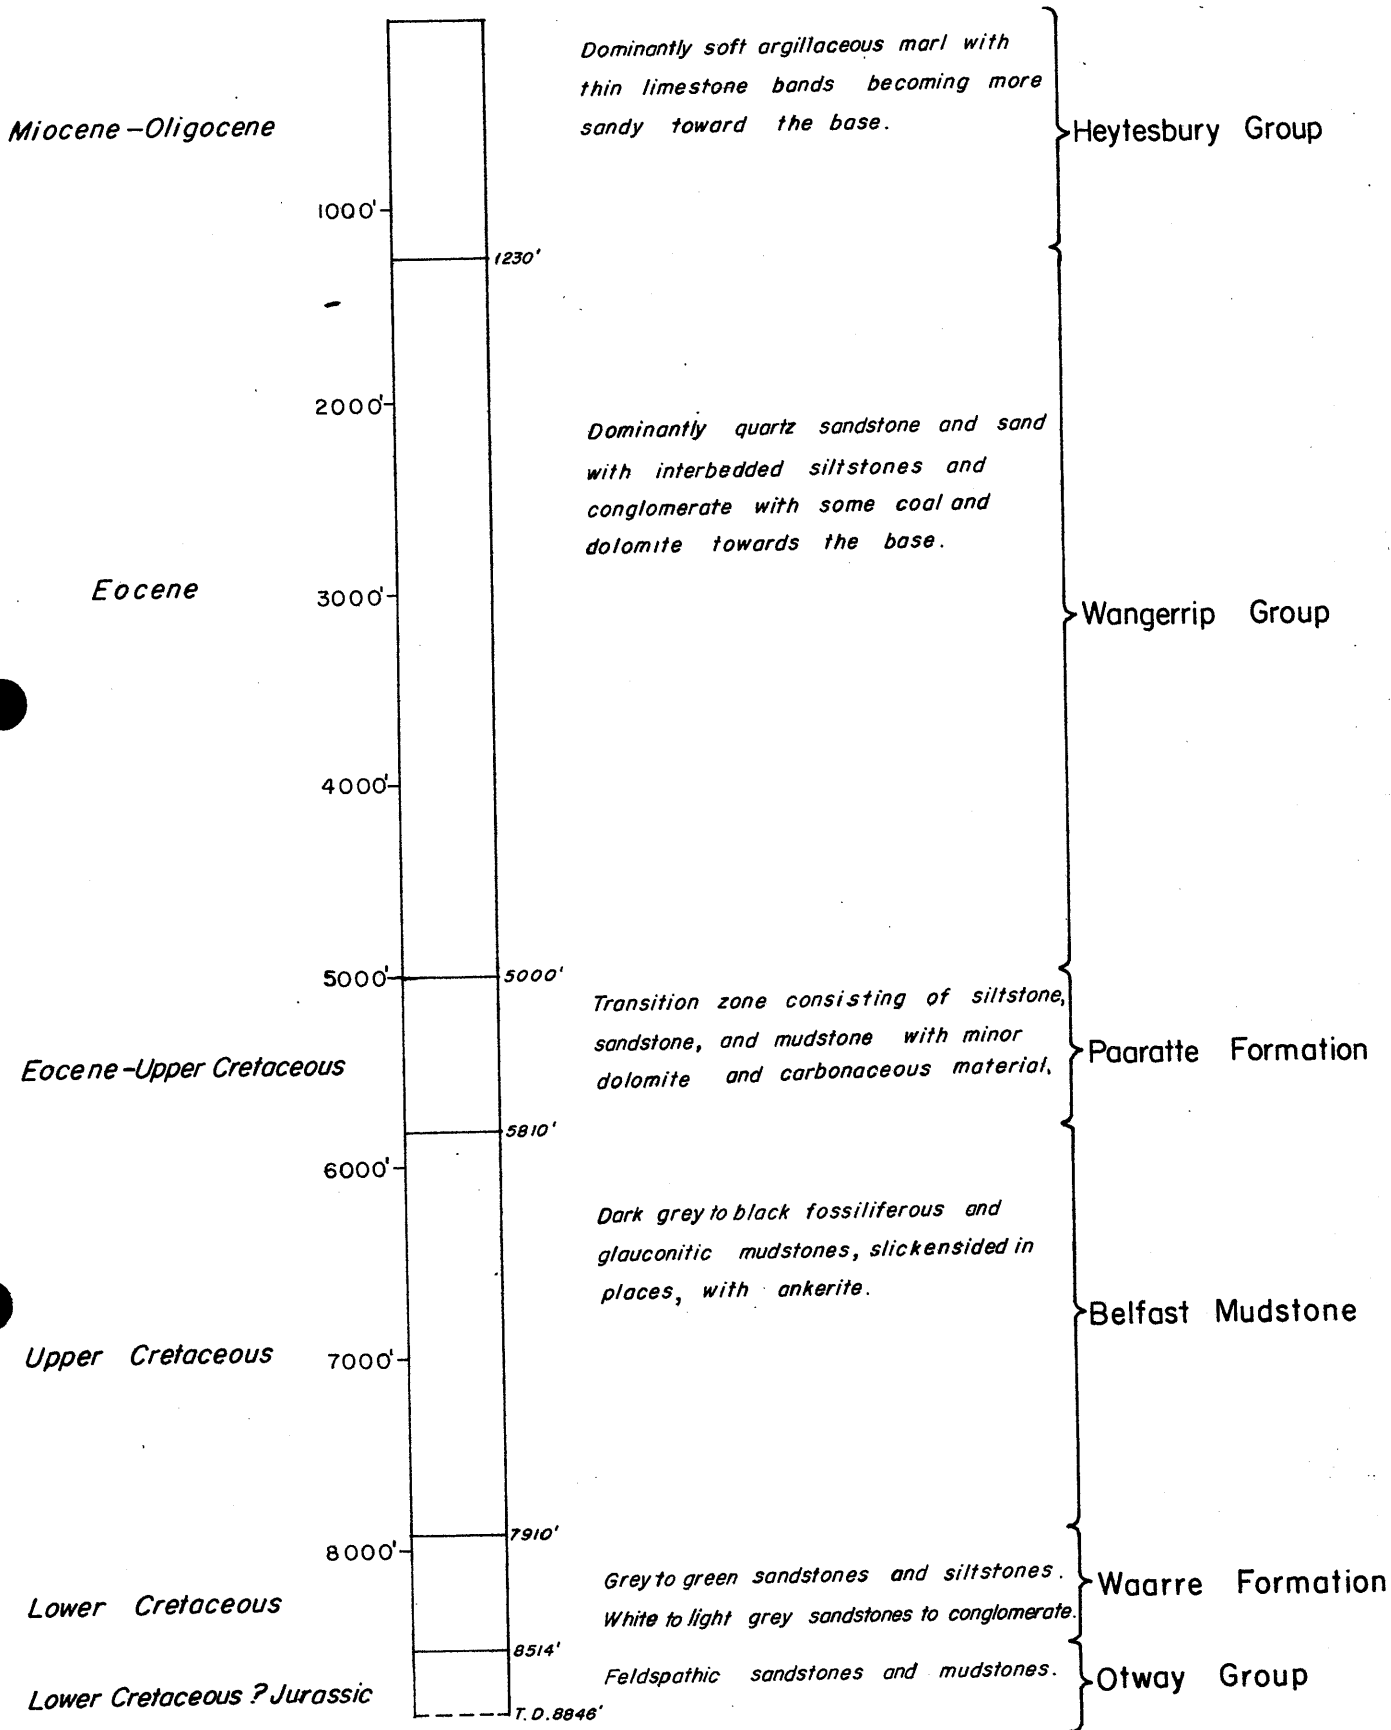 Dominantly soft argillaceous marl with
thin limestone bands becoming more
sandy toward the base.
Miocene-Oligocene
Heytesbury Group
1000'
1230'
2000'
Dominantly quartz sandstone and sand
with interbedded siltstones and
conglomerate with some coal and
dolomite towards the base.
Eocene
3000'
Wangerrip Group
4000'
5000'
5000'
Transition zone consisting of siltstone,
sandstone, and mudstone with minor
dolomite and carbonaceous material.
Eocene-Upper Cretaceous
Paaratte Formation
5810'
6000'
Dark grey to black fossiliferous and
glauconitic mudstones, slickensided in
places, with ankerite.
Belfast Mudstone
Upper Cretaceous
7000'
7910'
8000'
Grey to green sandstones and siltstones.
White to light grey sandstones to conglomerate.
Waarre Formation
Lower Cretaceous
8514'
Feldspathic sandstones and mudstones.
Otway Group
Lower Cretaceous ? Jurassic
T.D. 8846'